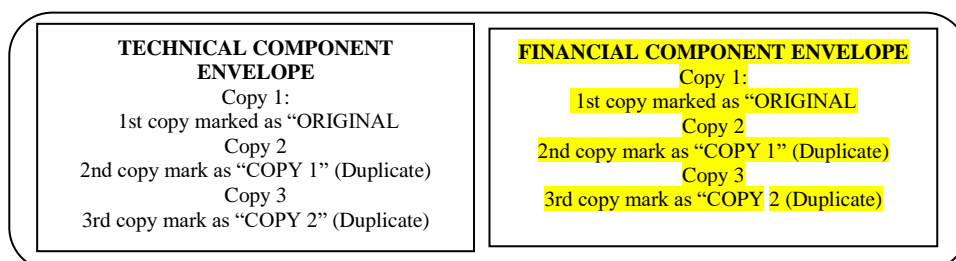 TECHNICAL COMPONENT
ENVELOPE
Copy 1:
1st copy marked as “ORIGINAL
Copy 2
2nd copy mark as “COPY 1” (Duplicate)
Copy 3
3rd copy mark as “COPY 2” (Duplicate)
FINANCIAL COMPONENT ENVELOPE
Copy 1:
1st copy marked as “ORIGINAL
Copy 2
2nd copy mark as “COPY 1” (Duplicate)
Copy 3
3rd copy mark as “COPY 2 (Duplicate)